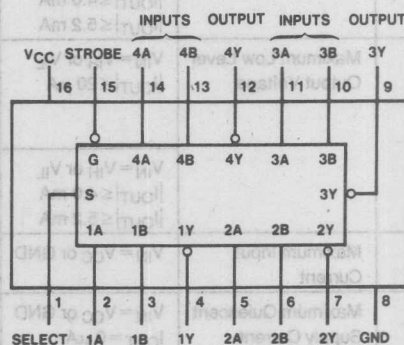 INPUTS OUTPUT INPUTS OUTPUT
VCC STROBE 4A 4B 4Y 3A 3B 3Y
16 15 14 13 12 11 10 9
G 4A 4B 4Y 3A 3B
S 3Y
1A 1B 1Y 2A 2B 2Y
1 2 3 4 5 6 7 8
SELECT 1A 1B 1Y 2A 2B 2Y GND